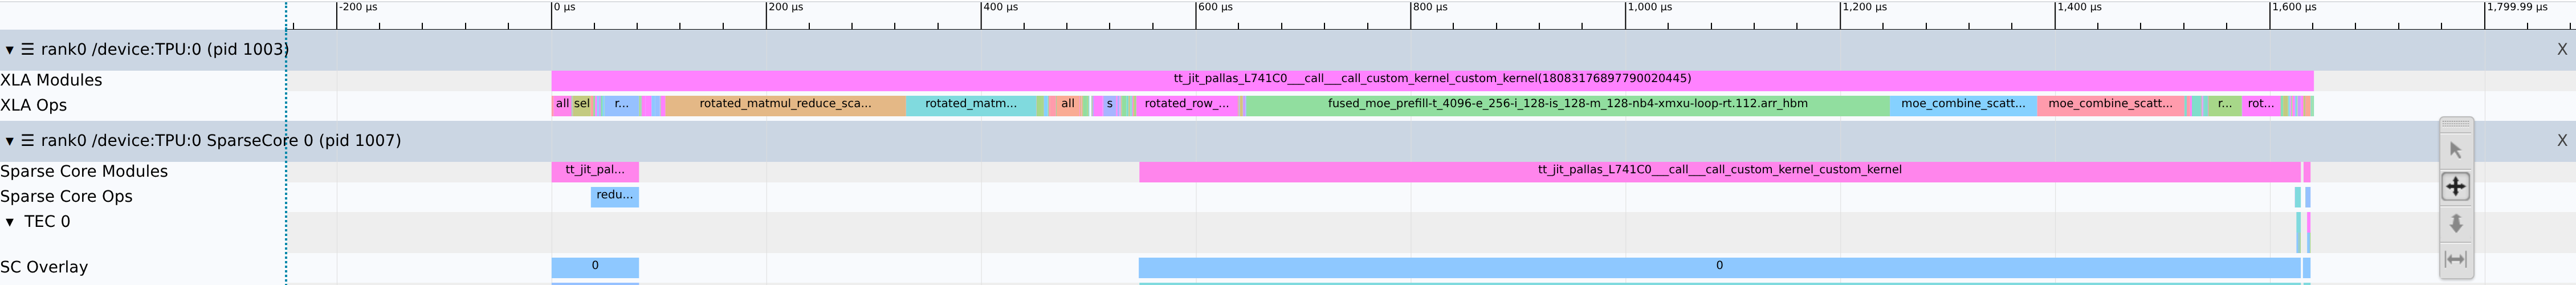 -200 µs 0 µs 200 µs 400 µs 600 µs 800 µs 1,000 µs 1,200 µs 1,400 µs 1,600 µs 1,799.99 µs
▼ ☰ rank0 /device:TPU:0 (pid 1003) X
XLA Modules tt_jit_pallas_L741C0___call___call_custom_kernel_custom_kernel(18083176897790020445)
XLA Ops all sel r... rotated_matmul_reduce_sca... rotated_matm... all s rotated_row_... fused_moe_prefill-t_4096-e_256-i_128-is_128-m_128-nb4-xmxu-loop-rt.112.arr_hbm moe_combine_scatt... moe_combine_scatt... r... rot...
▼ ☰ rank0 /device:TPU:0 SparseCore 0 (pid 1007) X
Sparse Core Modules tt_jit_pal... tt_jit_pallas_L741C0___call___call_custom_kernel_custom_kernel
Sparse Core Ops redu...
▼ TEC 0
SC Overlay 0 0